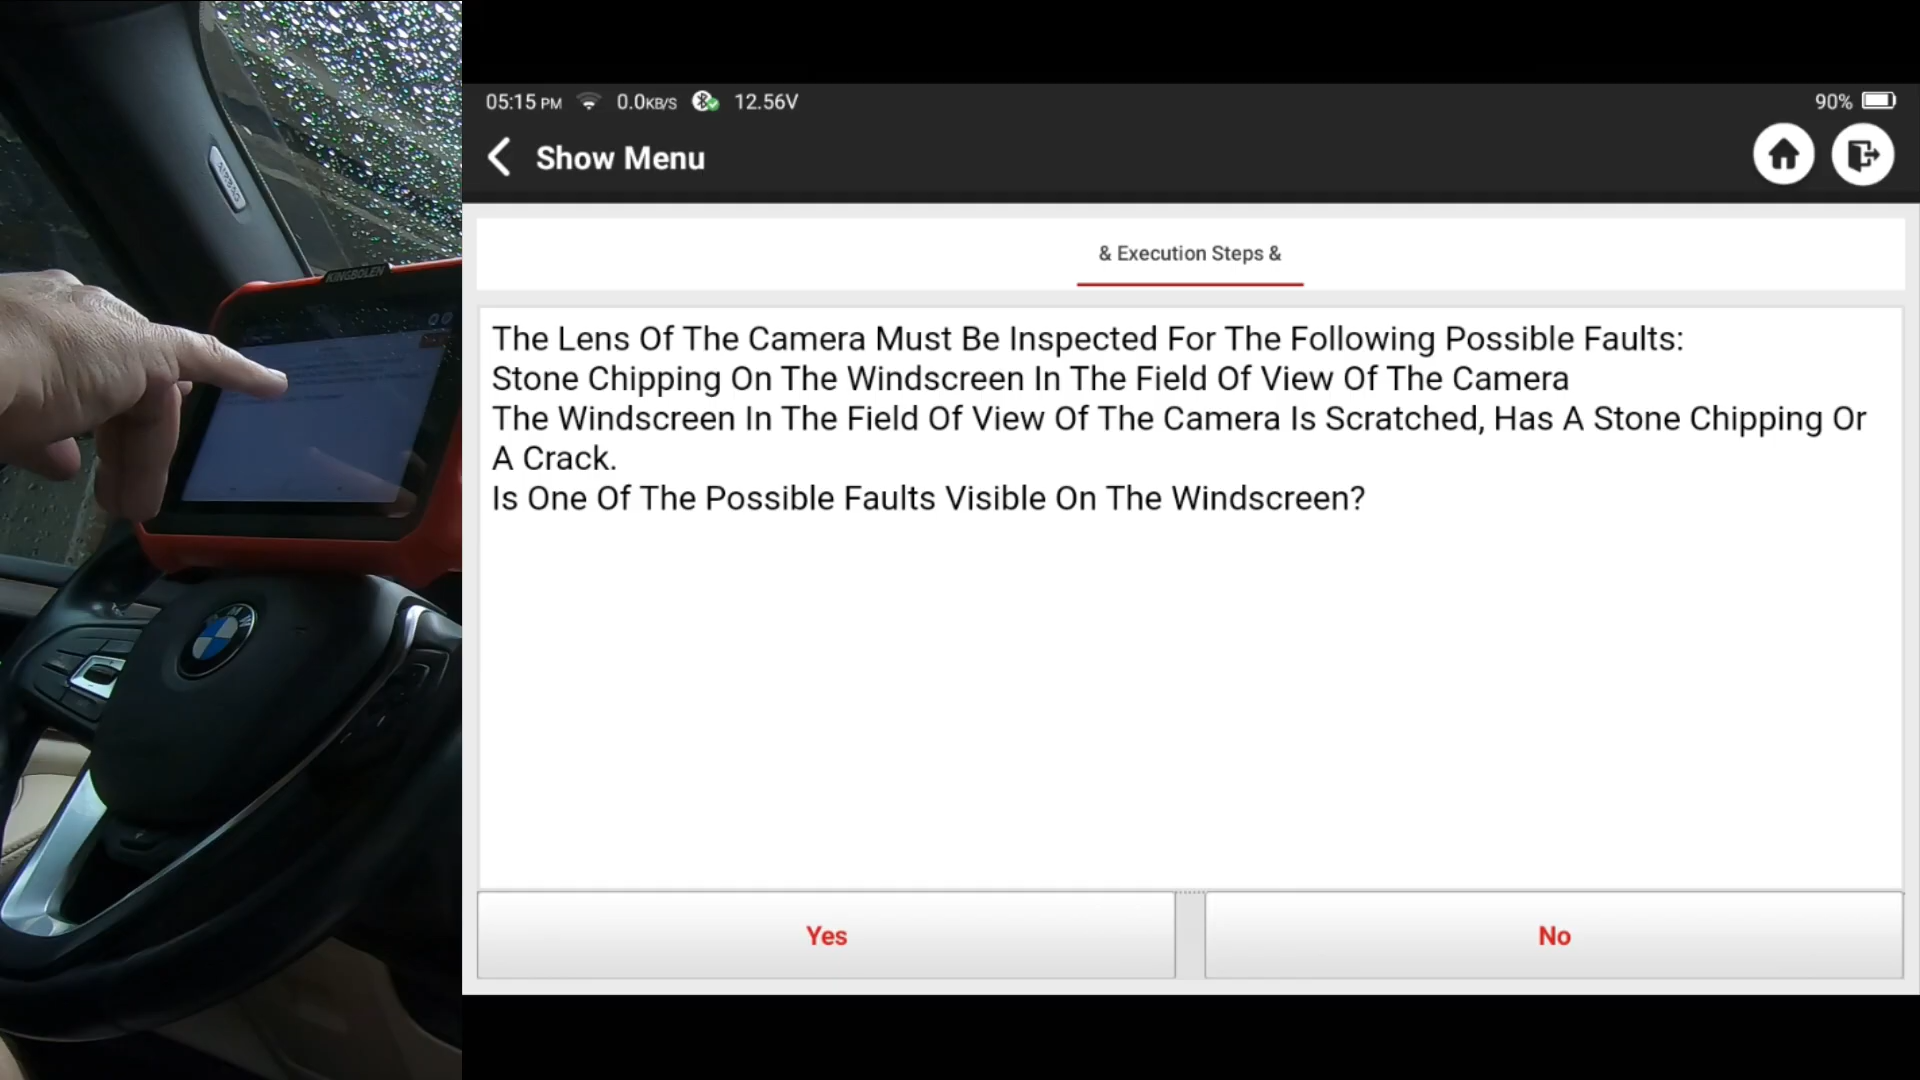 05:15 PM 0.0KB/S 12.56V 90%
Show Menu
& Execution Steps &
The Lens Of The Camera Must Be Inspected For The Following Possible Faults:
Stone Chipping On The Windscreen In The Field Of View Of The Camera
The Windscreen In The Field Of View Of The Camera Is Scratched, Has A Stone Chipping Or
A Crack.
Is One Of The Possible Faults Visible On The Windscreen?
Yes No
AIRBAG
KINGBOLEN
BMW